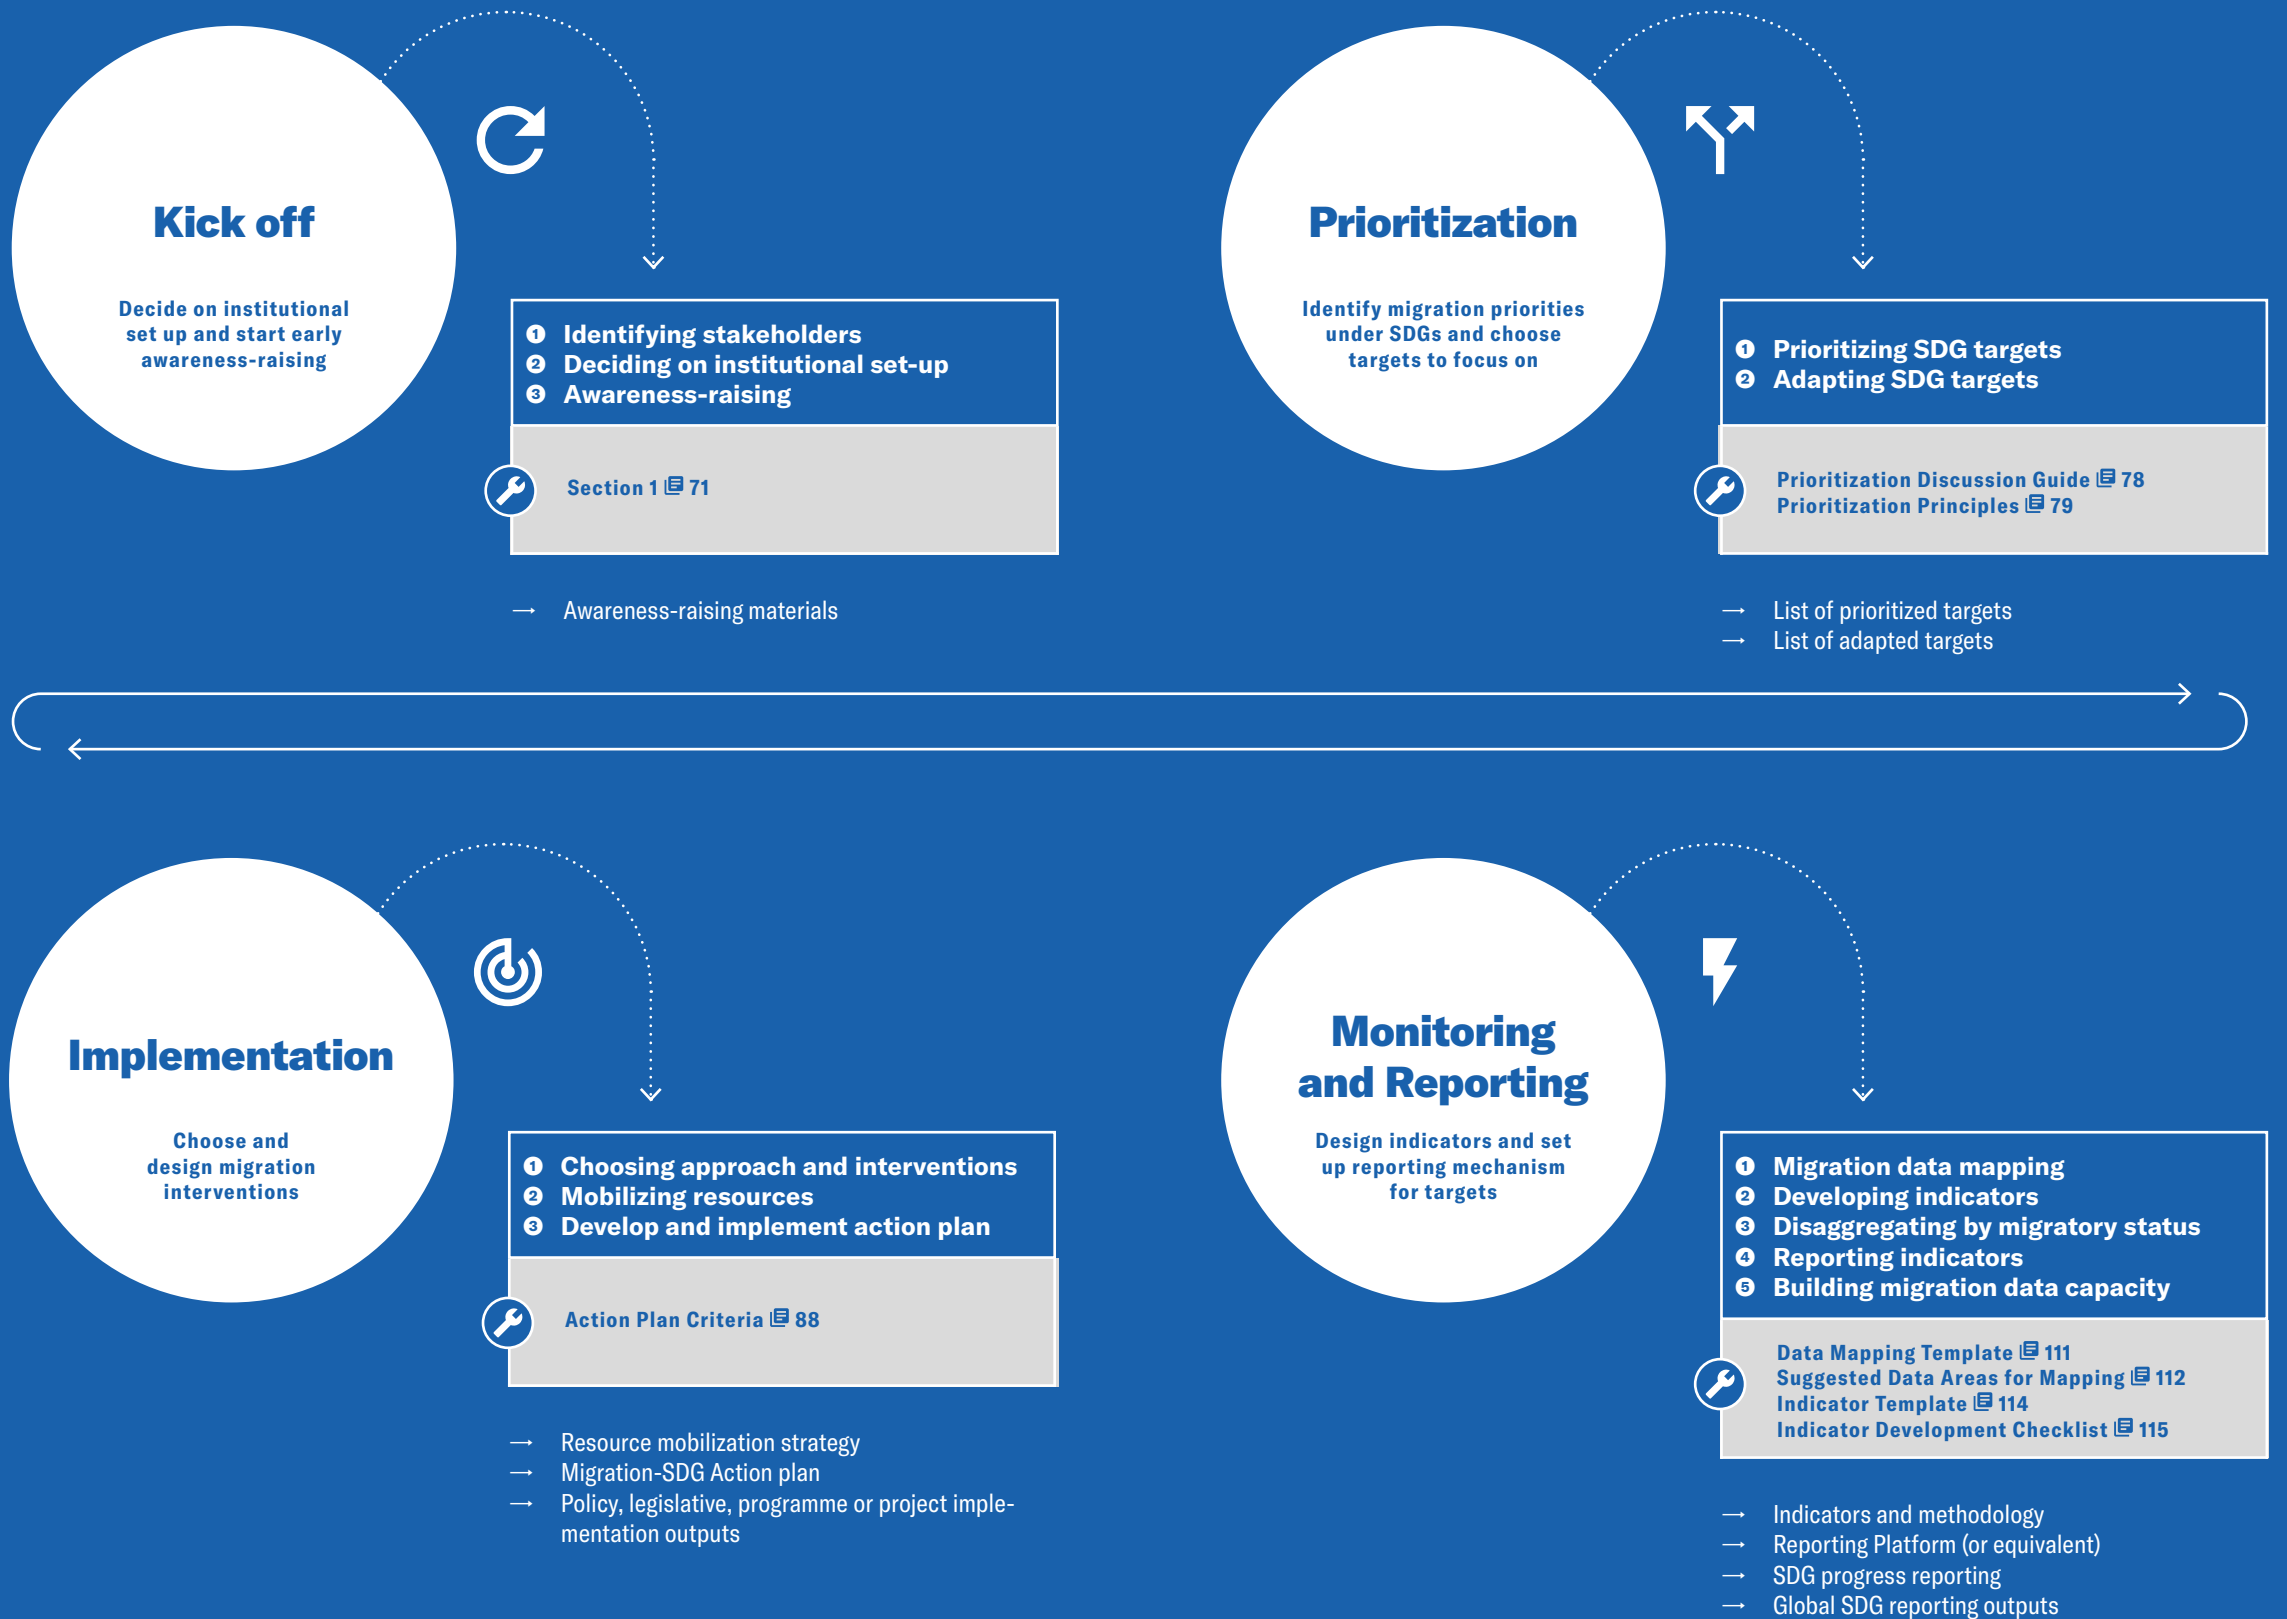 Kick off
Decide on institutional
set up and start early
awareness-raising
❶ Identifying stakeholders
❷ Deciding on institutional set-up
❸ Awareness-raising
Section 1 71
→ Awareness-raising materials
Prioritization
Identify migration priorities
under SDGs and choose
targets to focus on
❶ Prioritizing SDG targets
❷ Adapting SDG targets
Prioritization Discussion Guide 78
Prioritization Principles 79
→ List of prioritized targets
→ List of adapted targets
Implementation
Choose and
design migration
interventions
❶ Choosing approach and interventions
❷ Mobilizing resources
❸ Develop and implement action plan
Action Plan Criteria 88
→ Resource mobilization strategy
→ Migration-SDG Action plan
→ Policy, legislative, programme or project imple-
mentation outputs
Monitoring
and Reporting
Design indicators and set
up reporting mechanism
for targets
❶ Migration data mapping
❷ Developing indicators
❸ Disaggregating by migratory status
❹ Reporting indicators
❺ Building migration data capacity
Data Mapping Template 111
Suggested Data Areas for Mapping 112
Indicator Template 114
Indicator Development Checklist 115
→ Indicators and methodology
→ Reporting Platform (or equivalent)
→ SDG progress reporting
→ Global SDG reporting outputs